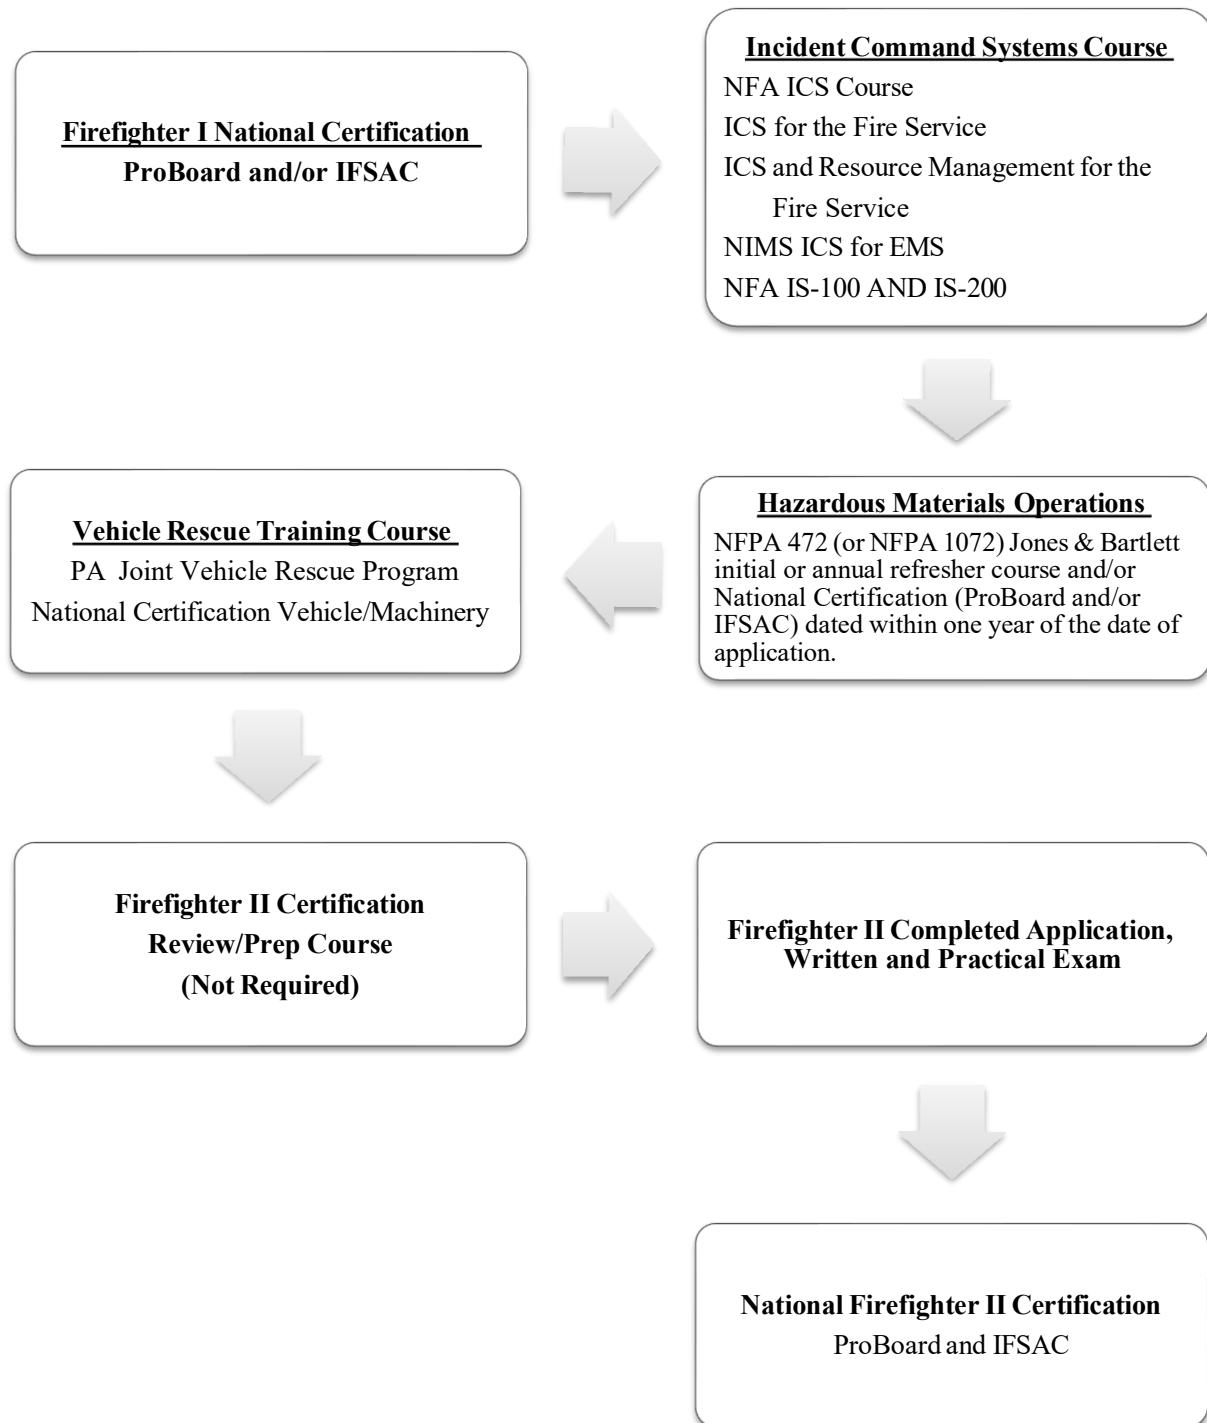 Firefighter I National Certification
ProBoard and/or IFSAC
Incident Command Systems Course
NFA ICS Course
ICS for the Fire Service
ICS and Resource Management for the
Fire Service
NIMS ICS for EMS
NFA IS-100 AND IS-200
Hazardous Materials Operations
NFPA 472 (or NFPA 1072) Jones & Bartlett
initial or annual refresher course and/or
National Certification (ProBoard and/or
IFSAC) dated within one year of the date of
application.
Vehicle Rescue Training Course
PA Joint Vehicle Rescue Program
National Certification Vehicle/Machinery
Firefighter II Certification
Review/Prep Course
(Not Required)
Firefighter II Completed Application,
Written and Practical Exam
National Firefighter II Certification
ProBoard and IFSAC